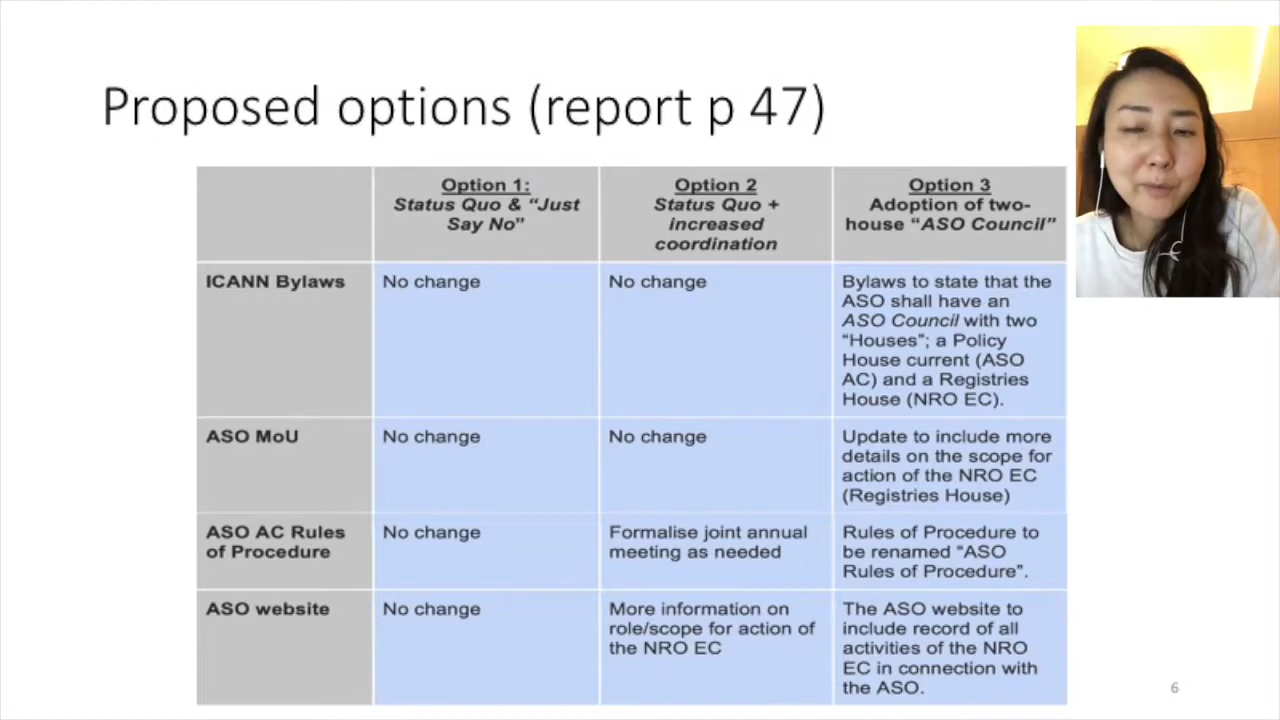 Proposed options (report p 47)
Option 1:
Status Quo & “Just
Say No”
Option 2
Status Quo +
increased
coordination
Option 3
Adoption of two-
house “ASO Council”
ICANN Bylaws
No change
No change
Bylaws to state that the
ASO shall have an
ASO Council with two
“Houses”; a Policy
House current (ASO
AC) and a Registries
House (NRO EC).
ASO MoU
No change
No change
Update to include more
details on the scope for
action of the NRO EC
(Registries House)
ASO AC Rules
of Procedure
No change
Formalise joint annual
meeting as needed
Rules of Procedure to
be renamed “ASO
Rules of Procedure”.
ASO website
No change
More information on
role/scope for action of
the NRO EC
The ASO website to
include record of all
activities of the NRO
EC in connection with
the ASO.
6